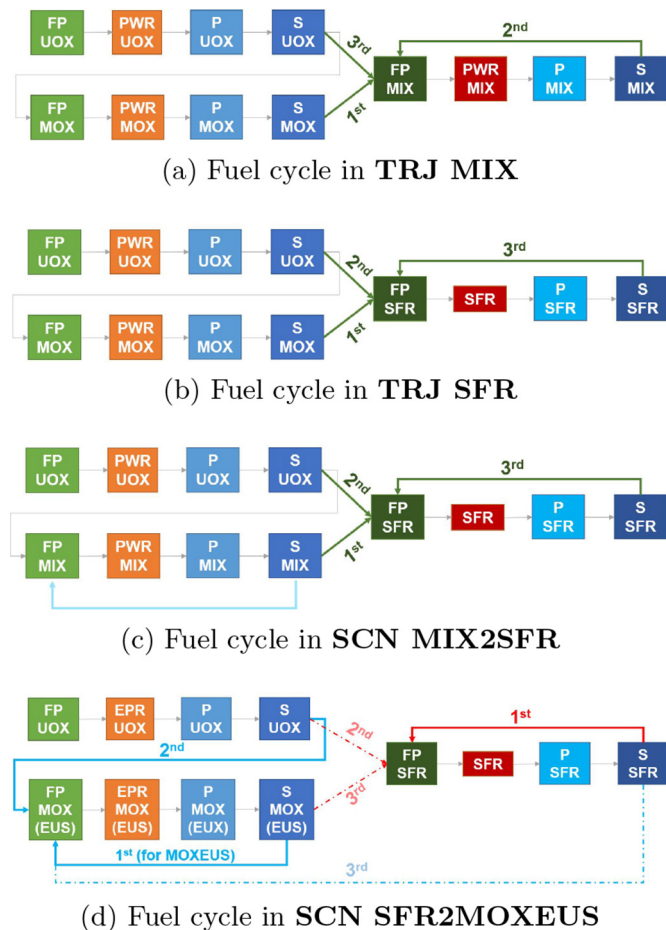 FP
UOX
PWR
UOX
P
UOX
S
UOX
3rd
2nd
FP
MIX
PWR
MIX
P
MIX
S
MIX
FP
MOX
PWR
MOX
P
MOX
S
MOX
1st
(a) Fuel cycle in TRJ MIX
FP
UOX
PWR
UOX
P
UOX
S
UOX
2nd
3rd
FP
SFR
SFR
P
SFR
S
SFR
FP
MOX
PWR
MOX
P
MOX
S
MOX
1st
(b) Fuel cycle in TRJ SFR
FP
UOX
PWR
UOX
P
UOX
S
UOX
2nd
3rd
FP
SFR
SFR
P
SFR
S
SFR
FP
MIX
PWR
MIX
P
MIX
S
MIX
1st
(c) Fuel cycle in SCN MIX2SFR
FP
UOX
EPR
UOX
P
UOX
S
UOX
2nd
2nd
1st
FP
SFR
SFR
P
SFR
S
SFR
FP
MOX
(EUS)
EPR
MOX
(EUS)
P
MOX
(EUX)
S
MOX
(EUS)
3rd
1st (for MOXEUS)
3rd
(d) Fuel cycle in SCN SFR2MOXEUS